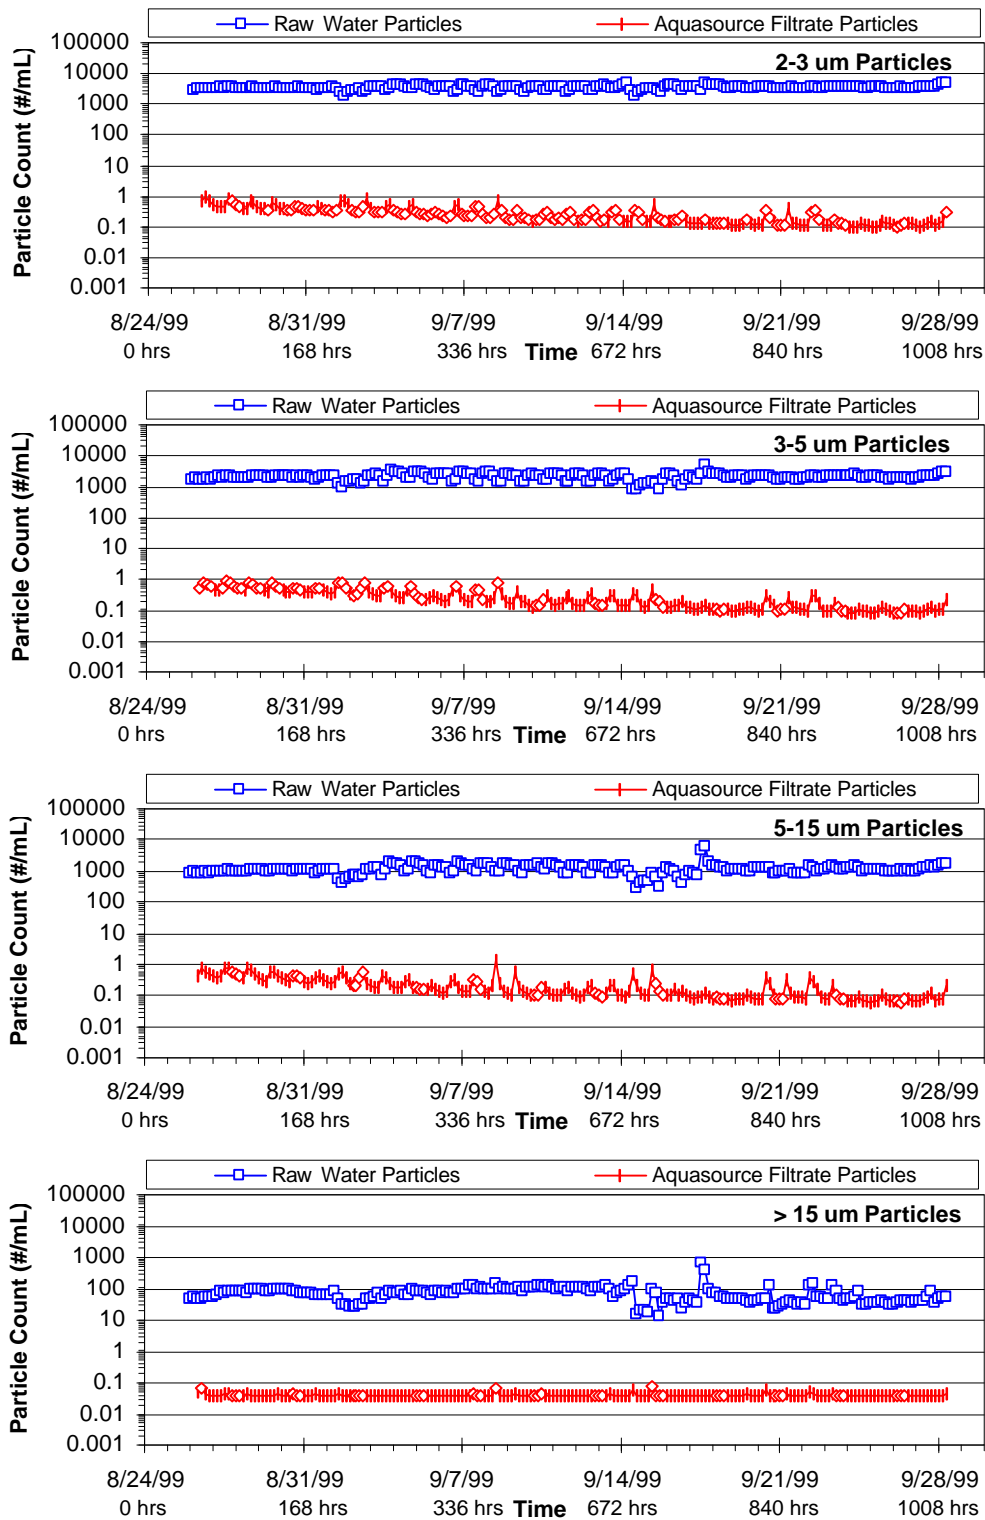 Raw Water Particles Aquasource Filtrate Particles
2-3 um Particles
Particle Count (#/mL)
100000
10000
1000
100
10
1
0.1
0.01
0.001
8/24/99 8/31/99 9/7/99 9/14/99 9/21/99 9/28/99
0 hrs 168 hrs 336 hrs Time 672 hrs 840 hrs 1008 hrs
Raw Water Particles Aquasource Filtrate Particles
3-5 um Particles
Particle Count (#/mL)
100000
10000
1000
100
10
1
0.1
0.01
0.001
8/24/99 8/31/99 9/7/99 9/14/99 9/21/99 9/28/99
0 hrs 168 hrs 336 hrs Time 672 hrs 840 hrs 1008 hrs
Raw Water Particles Aquasource Filtrate Particles
5-15 um Particles
Particle Count (#/mL)
100000
10000
1000
100
10
1
0.1
0.01
0.001
8/24/99 8/31/99 9/7/99 9/14/99 9/21/99 9/28/99
0 hrs 168 hrs 336 hrs Time 672 hrs 840 hrs 1008 hrs
Raw Water Particles Aquasource Filtrate Particles
> 15 um Particles
Particle Count (#/mL)
100000
10000
1000
100
10
1
0.1
0.01
0.001
8/24/99 8/31/99 9/7/99 9/14/99 9/21/99 9/28/99
0 hrs 168 hrs 336 hrs Time 672 hrs 840 hrs 1008 hrs